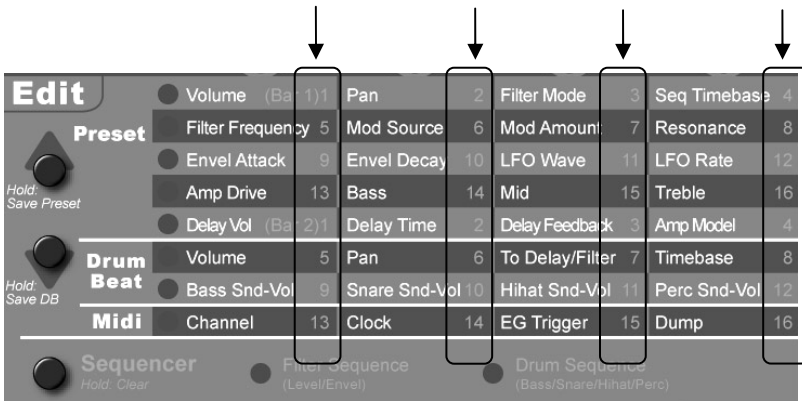 Edit
Volume (Bar 1)1 Pan 2 Filter Mode 3 Seq Timebase 4
Preset Filter Frequency 5 Mod Source 6 Mod Amount 7 Resonance 8
Envel Attack 9 Envel Decay 10 LFO Wave 11 LFO Rate 12
Hold:
Save Preset
Amp Drive 13 Bass 14 Mid 15 Treble 16
Delay Vol (Bar 2)1 Delay Time 2 Delay Feedback 3 Amp Model 4
Drum Beat
Volume 5 Pan 6 To Delay/Filter 7 Timebase 8
Hold:
Save DB
Bass Snd-Vol 9 Snare Snd-Vol 10 Hihat Snd-Vol 11 Perc Snd-Vol 12
Midi Channel 13 Clock 14 EG Trigger 15 Dump 16
Sequencer Filter Sequence Drum Sequence
Hold: Clear (Level/Envel) (Bass/Snare/Hihat/Perc)